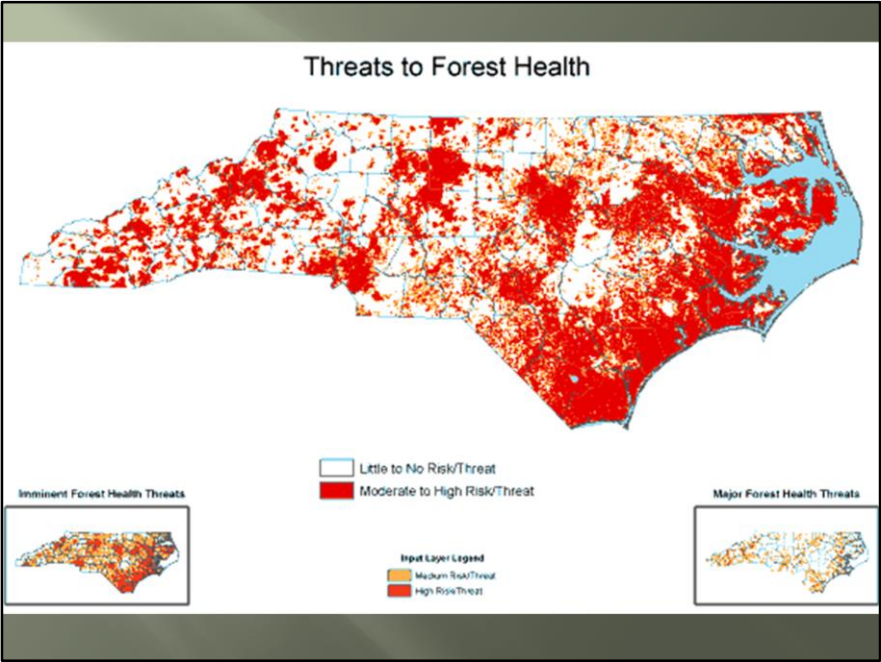 Threats to Forest Health
Little to No Risk/Threat
Moderate to High Risk/Threat
Imminent Forest Health Threats
Major Forest Health Threats
Input Layer Legend
Medium Risk/Threat
High Risk/Threat